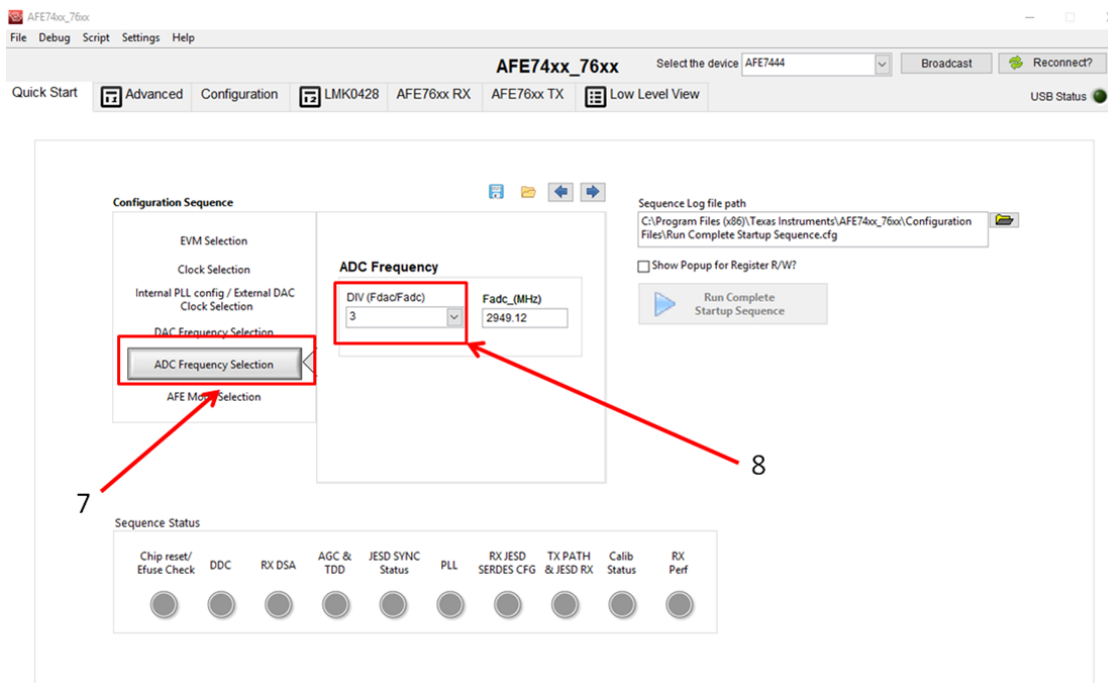 AFE74xx_76xx
File Debug Script Settings Help
AFE74xx_76xx
Select the device AFE7444
Broadcast
Reconnect?
Quick Start
Advanced
Configuration
LMK0428
AFE76xx RX
AFE76xx TX
Low Level View
USB Status
Configuration Sequence
EVM Selection
Clock Selection
Internal PLL config / External DAC
Clock Selection
DAC Frequency Selection
ADC Frequency Selection
AFE Mode Selection
ADC Frequency
DIV (Fdac/Fadc)
3
Fadc_(MHz)
2949.12
Sequence Log file path
C:\Program Files (x86)\Texas Instruments\AFE74xx_76xx\Configuration
Files\Run Complete Startup Sequence.cfg
Show Popup for Register R/W?
Run Complete
Startup Sequence
7
8
Sequence Status
Chip reset/
Efuse Check
DDC
RX DSA
AGC &
TDD
JESD SYNC
Status
PLL
RX JESD
SERDES CFG
TX PATH
& JESD RX
Calib
Status
RX
Perf